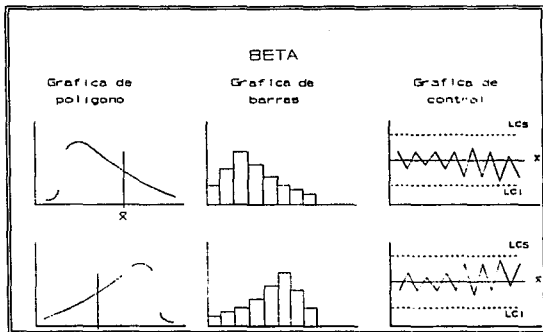 BETA
Grafica de
poligono
Grafica de
barras
Grafica de
control
LCS
x̄
LCI
x̄
LCS
x̄
LCI